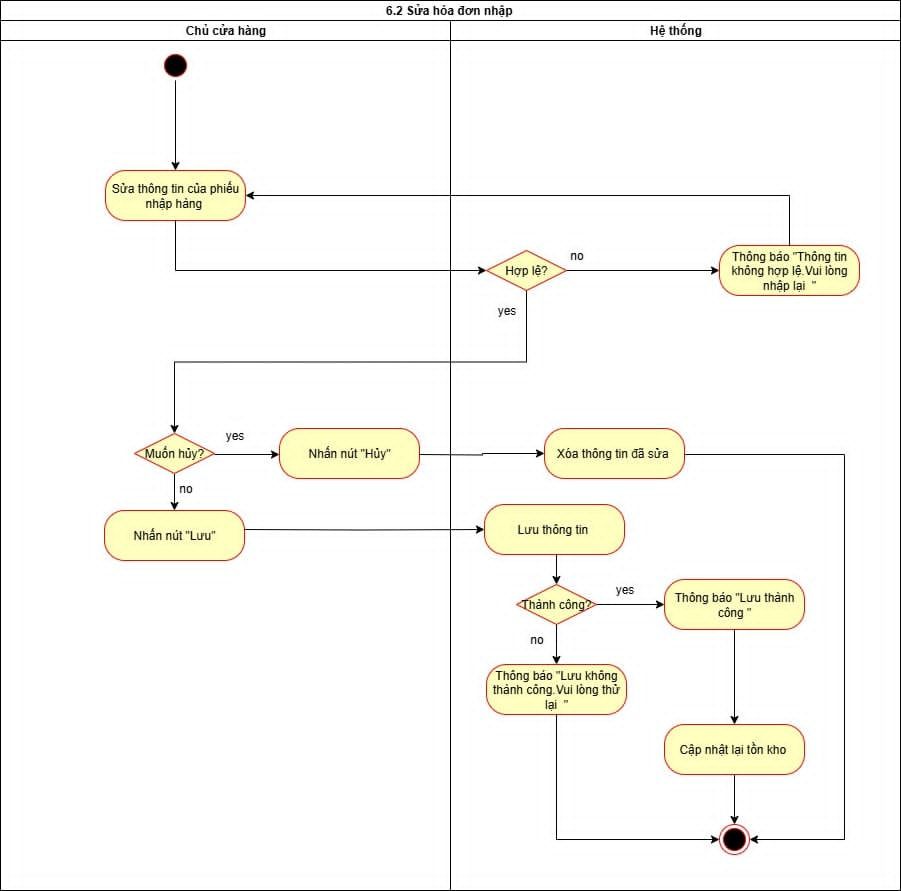 6.2 Sửa hóa đơn nhập
Chủ cửa hàng
Hệ thống
Sửa thông tin của phiếu
nhập hàng
Hợp lệ?
no
Thông báo "Thông tin
không hợp lệ.Vui lòng
nhập lại "
yes
Muốn hủy?
yes
Nhấn nút "Hủy"
Xóa thông tin đã sửa
no
Nhấn nút "Lưu"
Lưu thông tin
Thành công?
yes
Thông báo "Lưu thành
công "
no
Thông báo "Lưu không
thành công.Vui lòng thử
lại "
Cập nhật lại tồn kho